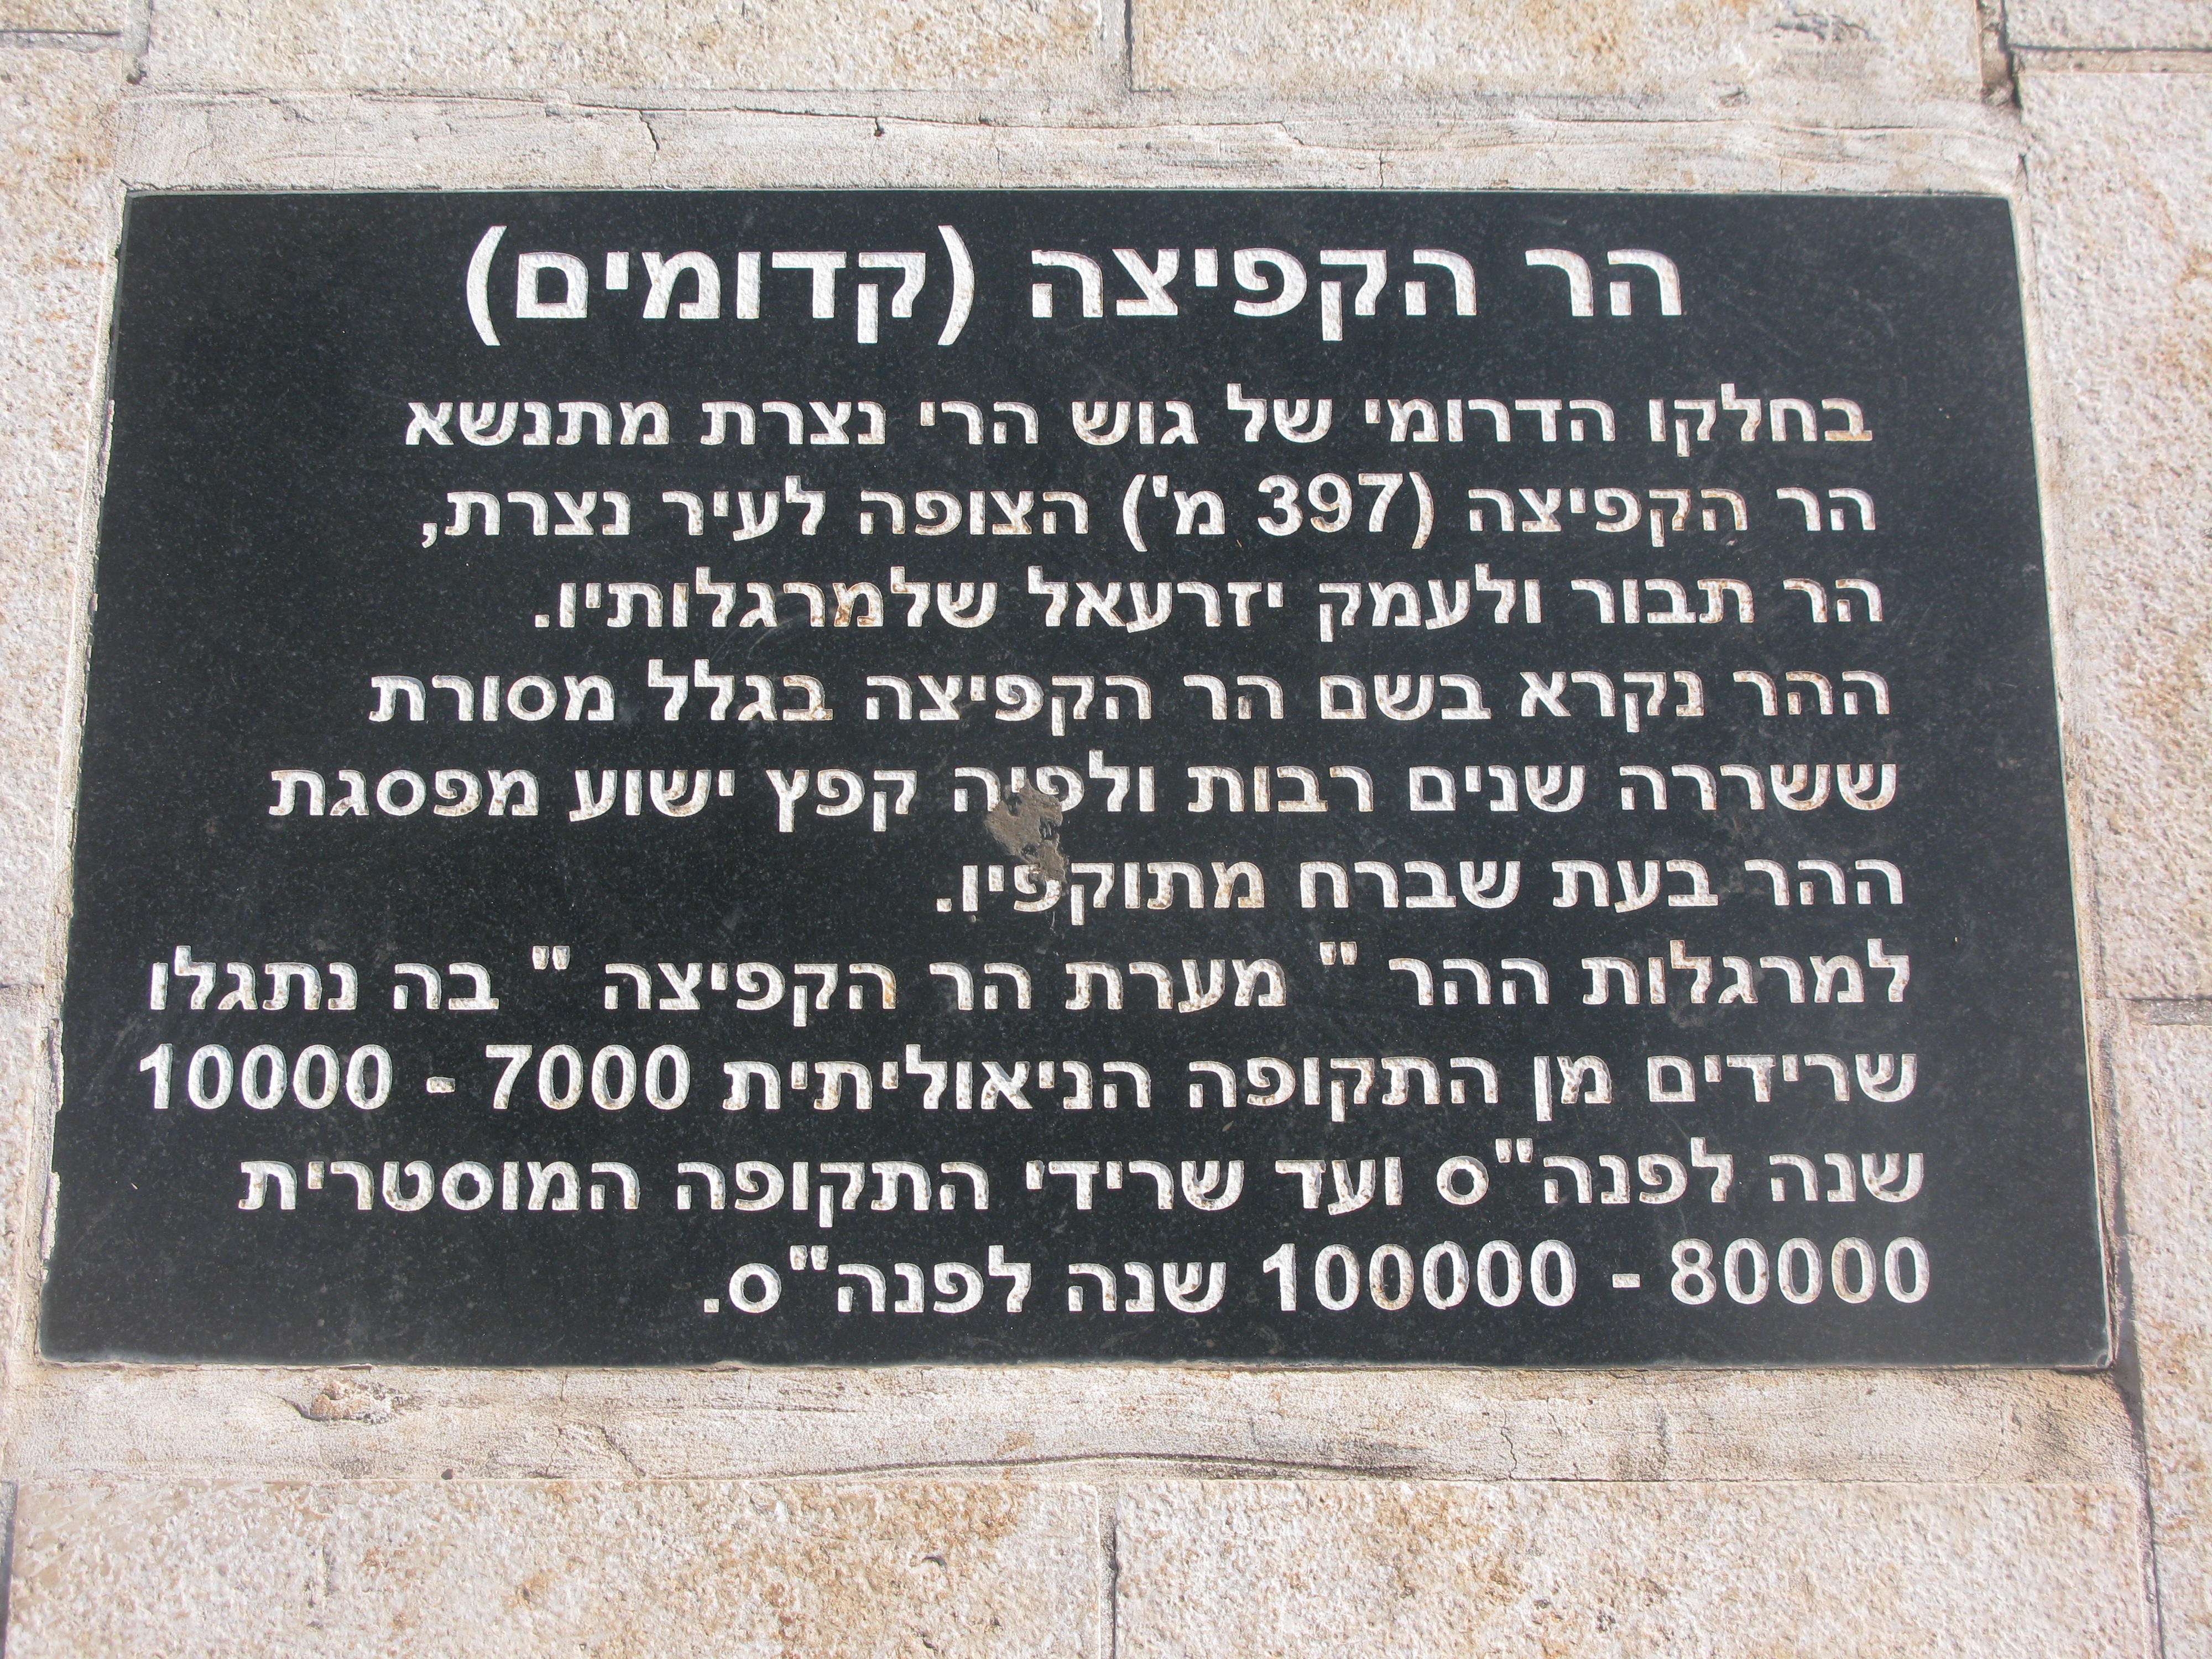 הר הקפיצה (קדומים)
בחלקו הדרומי של גוש הרי נצרת מתנשא
הר הקפיצה (397 מ') הצופה לעיר נצרת,
הר תבור ולעמק יזרעאל שלמרגלותיו.
ההר נקרא בשם הר הקפיצה בגלל מסורת
ששררה שנים רבות ולפיה קפץ ישוע מפסגת
ההר בעת שברח מתוקפיו.
למרגלות ההר " מערת הר הקפיצה " בה נתגלו
שרידים מן התקופה הניאוליתית 7000 - 10000
שנה לפנה"ס ועד שרידי התקופה המוסטרית
80000 - 100000 שנה לפנה"ס.